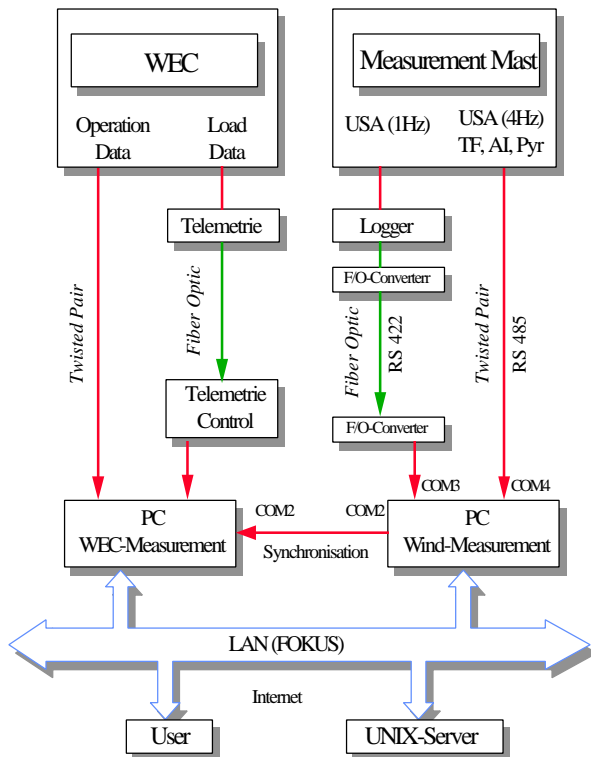 WEC
Measurement Mast
Operation
Data
Load
Data
USA (1Hz)
USA (4Hz)
TF, AI, Pyr
Telemetrie
Logger
F/O-Converterr
Twisted Pair
Fiber Optic
Fiber Optic
RS 422
Twisted Pair
RS 485
Telemetrie
Control
F/O-Converter
COM3
COM4
PC
WEC-Measurement
COM2
COM2
Synchronisation
PC
Wind-Measurement
LAN (FOKUS)
Internet
User
UNIX-Server